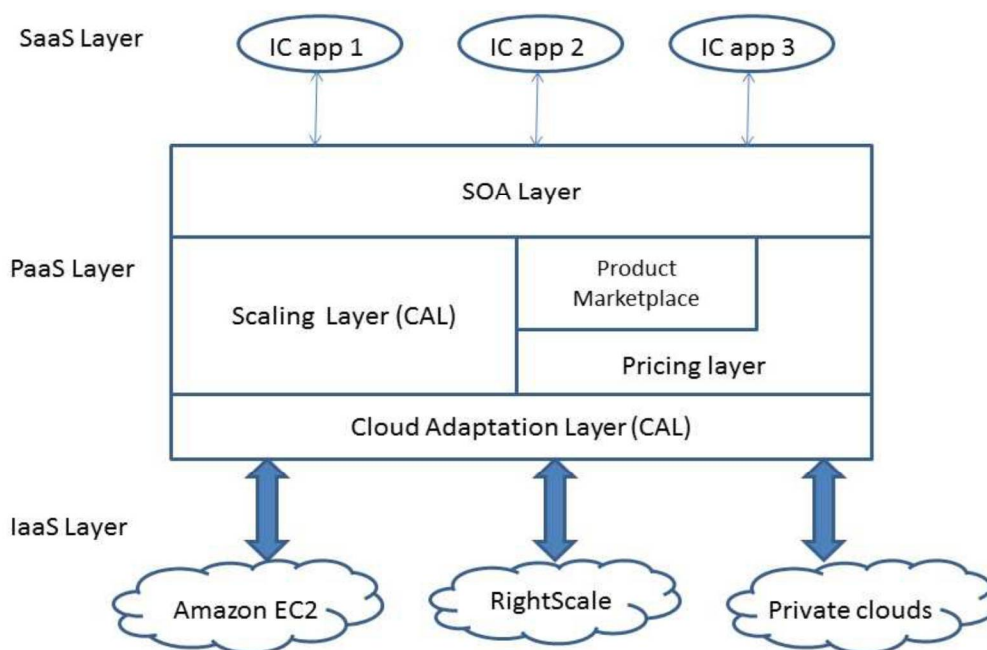 SaaS Layer
IC app 1
IC app 2
IC app 3
SOA Layer
PaaS Layer
Scaling Layer (CAL)
Product
Marketplace
Pricing layer
Cloud Adaptation Layer (CAL)
IaaS Layer
Amazon EC2
RightScale
Private clouds